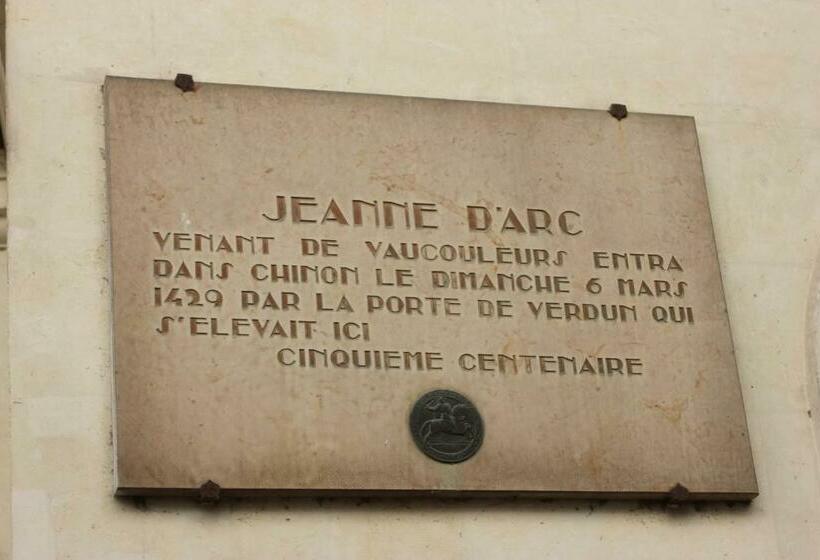 JEANNE D'ARC
VENANT DE VAUCOULEURS ENTRA
DANS CHINON LE DIMANCHE 6 MARS
1429 PAR LA PORTE DE VERDUN QUI
S'ELEVAIT ICI
CINQUIEME CENTENAIRE